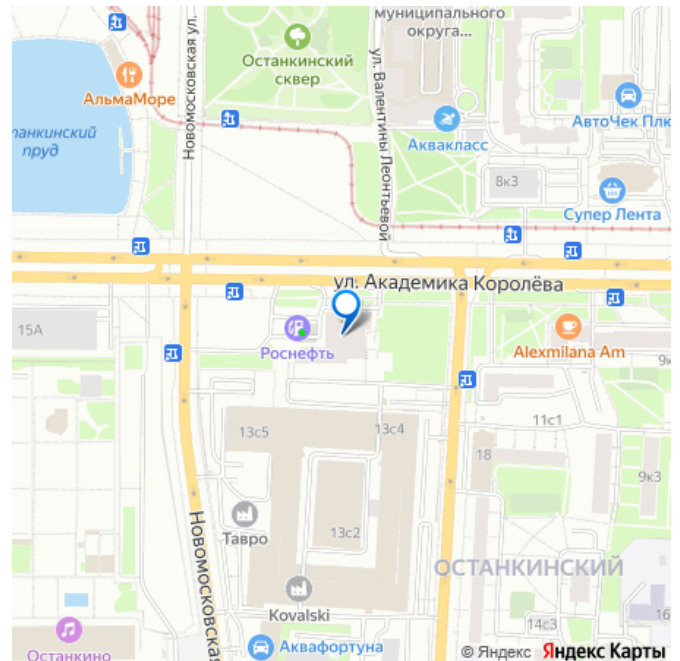 муниципального
округа...
Останкинский
сквер
АльмаМоре
Новомосковская ул.
ул. Валентины Леонтьевой
АвтоЧек Плю
Аквакласс
танкинский
пруд
8к3
Супер Лента
ул. Академика Королёва
15А
Роснефть
Alexmilana Am
9к
11с1
13с5
13с4
18
9к3
Тавро
13с2
Новомосковская
ОСТАНКИНСКИЙ
Kovalski
14с3
16
Останкино
Аквафортуна
© Яндекс Яндекс Карты